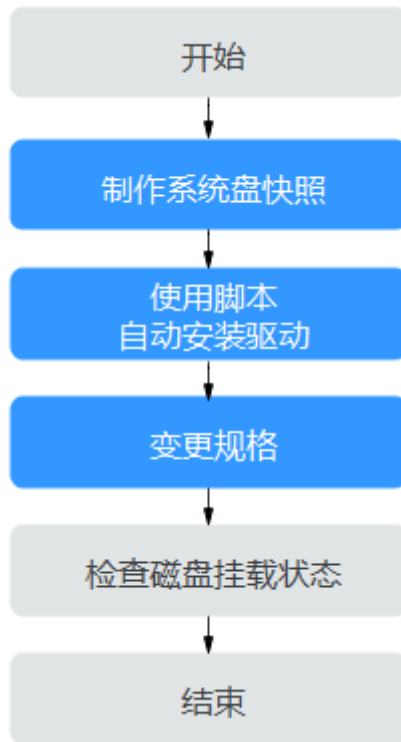 开始
制作系统盘快照
使用脚本
自动安装驱动
变更规格
检查磁盘挂载状态
结束